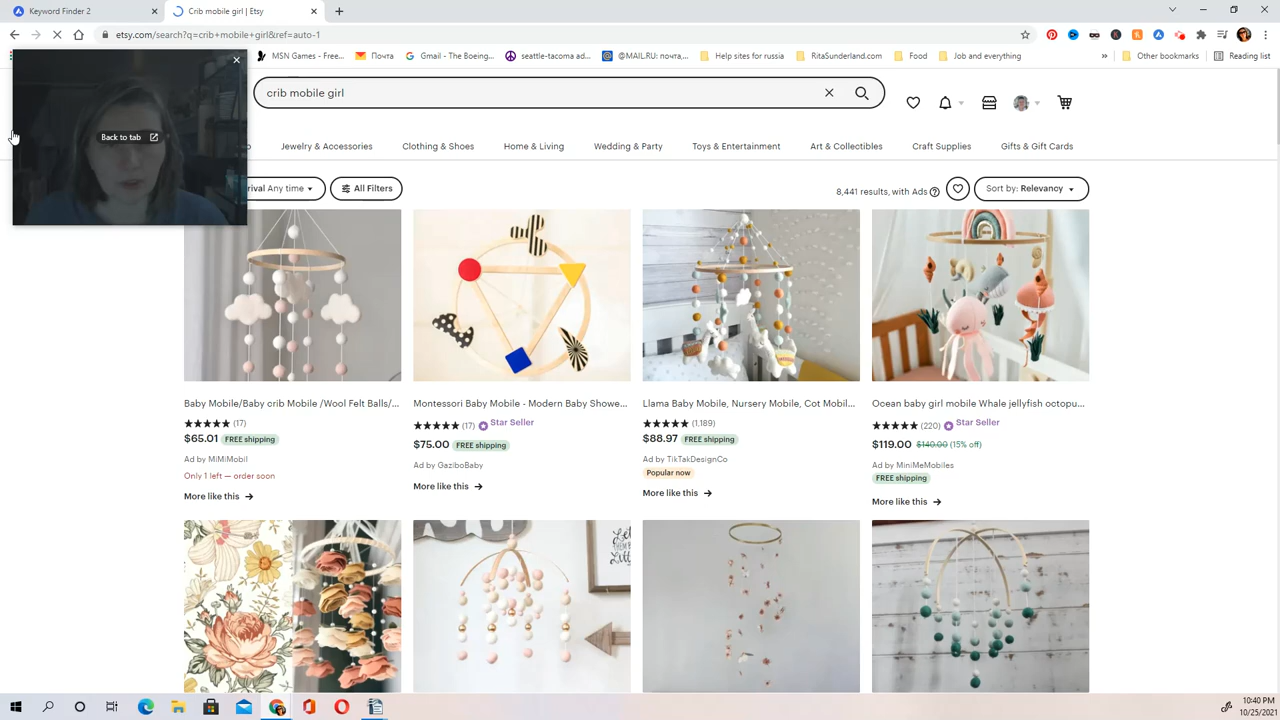 Keyword Finder 2
Crib mobile girl | Etsy
etsy.com/search?q=crib+mobile+girl&ref=auto-1
MSN Games - Free...
Почта
Gmail - The Boeing...
seattle-tacoma ad...
@MAIL.RU: почта,...
Help sites for russia
RitaSunderland.com
Food
Job and everything
Other bookmarks
Reading list
Back to tab
crib mobile girl
Jewelry & Accessories
Clothing & Shoes
Home & Living
Wedding & Party
Toys & Entertainment
Art & Collectibles
Craft Supplies
Gifts & Gift Cards
Any time
All Filters
8,441 results, with Ads
Sort by: Relevancy
Baby Mobile/Baby crib Mobile /Wool Felt Balls/...
(17)
$65.01 FREE shipping
Ad by MiMiMobil
Only 1 left — order soon
More like this
Montessori Baby Mobile - Modern Baby Showe...
(17) Star Seller
$75.00 FREE shipping
Ad by GaziboBaby
More like this
Llama Baby Mobile, Nursery Mobile, Cot Mobil...
(1,189)
$88.97 FREE shipping
Ad by TikTakDesignCo
Popular now
More like this
Ocean baby girl mobile Whale jellyfish octopu...
(220) Star Seller
$119.00 $140.00 (15% off)
Ad by MiniMeMobiles
FREE shipping
More like this
10:40 PM
10/25/2021